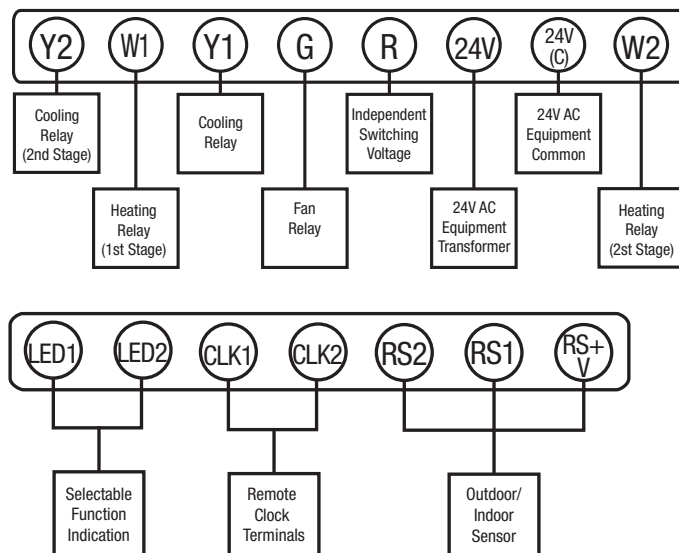 Y2 W1 Y1 G R 24V 24V (C) W2
Cooling
Relay
(2nd Stage)
Heating
Relay
(1st Stage)
Cooling
Relay
Fan
Relay
Independent
Switching
Voltage
24V AC
Equipment
Transformer
24V AC
Equipment
Common
Heating
Relay
(2st Stage)
LED1 LED2 CLK1 CLK2 RS2 RS1 RS+ V
Selectable
Function
Indication
Remote
Clock
Terminals
Outdoor/
Indoor
Sensor